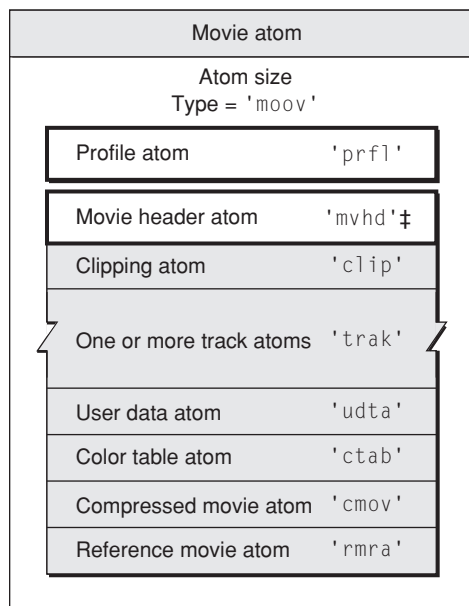 Movie atom
Atom size
Type = 'moov'
Profile atom 'prfl'
Movie header atom 'mvhd'‡
Clipping atom 'clip'
One or more track atoms 'trak'
User data atom 'udta'
Color table atom 'ctab'
Compressed movie atom 'cmov'
Reference movie atom 'rmra'